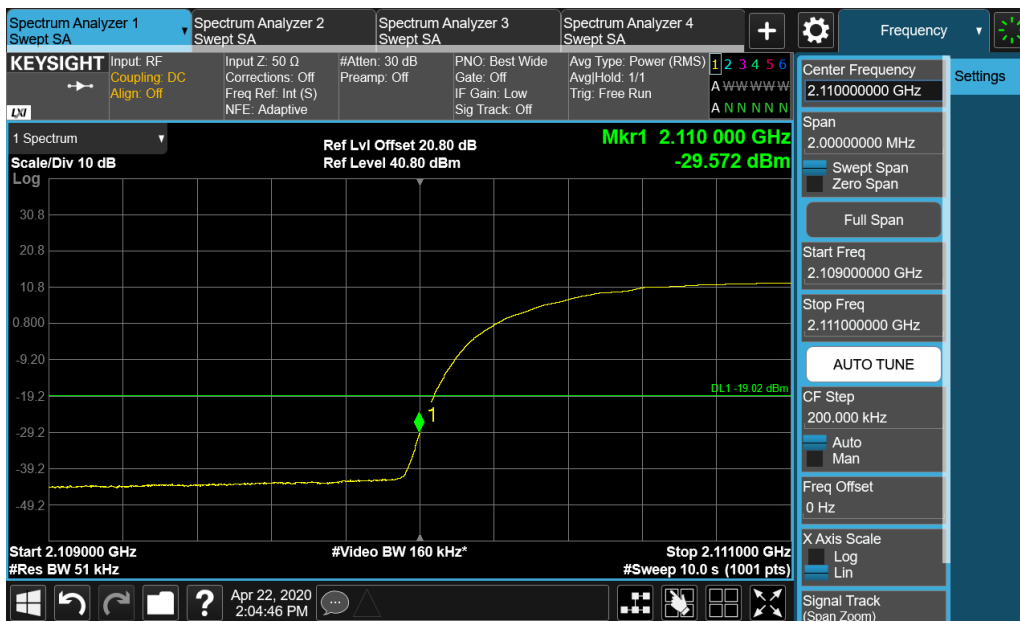 Spectrum Analyzer 1
Swept SA
Spectrum Analyzer 2
Swept SA
Spectrum Analyzer 3
Swept SA
Spectrum Analyzer 4
Swept SA
+
Frequency
KEYSIGHT
LXI
Input: RF
Coupling: DC
Align: Off
Input Z: 50 Ω
Corrections: Off
Freq Ref: Int (S)
NFE: Adaptive
#Atten: 30 dB
Preamp: Off
PNO: Best Wide
Gate: Off
IF Gain: Low
Sig Track: Off
Avg Type: Power (RMS)
Avg|Hold: 1/1
Trig: Free Run
1 2 3 4 5 6
A W W W W W
A N N N N N
1 Spectrum
Scale/Div 10 dB
Log
Ref Lvl Offset 20.80 dB
Ref Level 40.80 dBm
Mkr1 2.110 000 GHz
-29.572 dBm
30.8
20.8
10.8
0.800
-9.20
-19.2
-29.2
-39.2
-49.2
DL1 -19.02 dBm
1
Start 2.109000 GHz
#Res BW 51 kHz
#Video BW 160 kHz*
Stop 2.111000 GHz
#Sweep 10.0 s (1001 pts)
Apr 22, 2020
2:04:46 PM
Center Frequency
2.110000000 GHz
Span
2.00000000 MHz
Swept Span
Zero Span
Full Span
Start Freq
2.109000000 GHz
Stop Freq
2.111000000 GHz
AUTO TUNE
CF Step
200.000 kHz
Auto
Man
Freq Offset
0 Hz
X Axis Scale
Log
Lin
Signal Track
(Span Zoom)
Settings